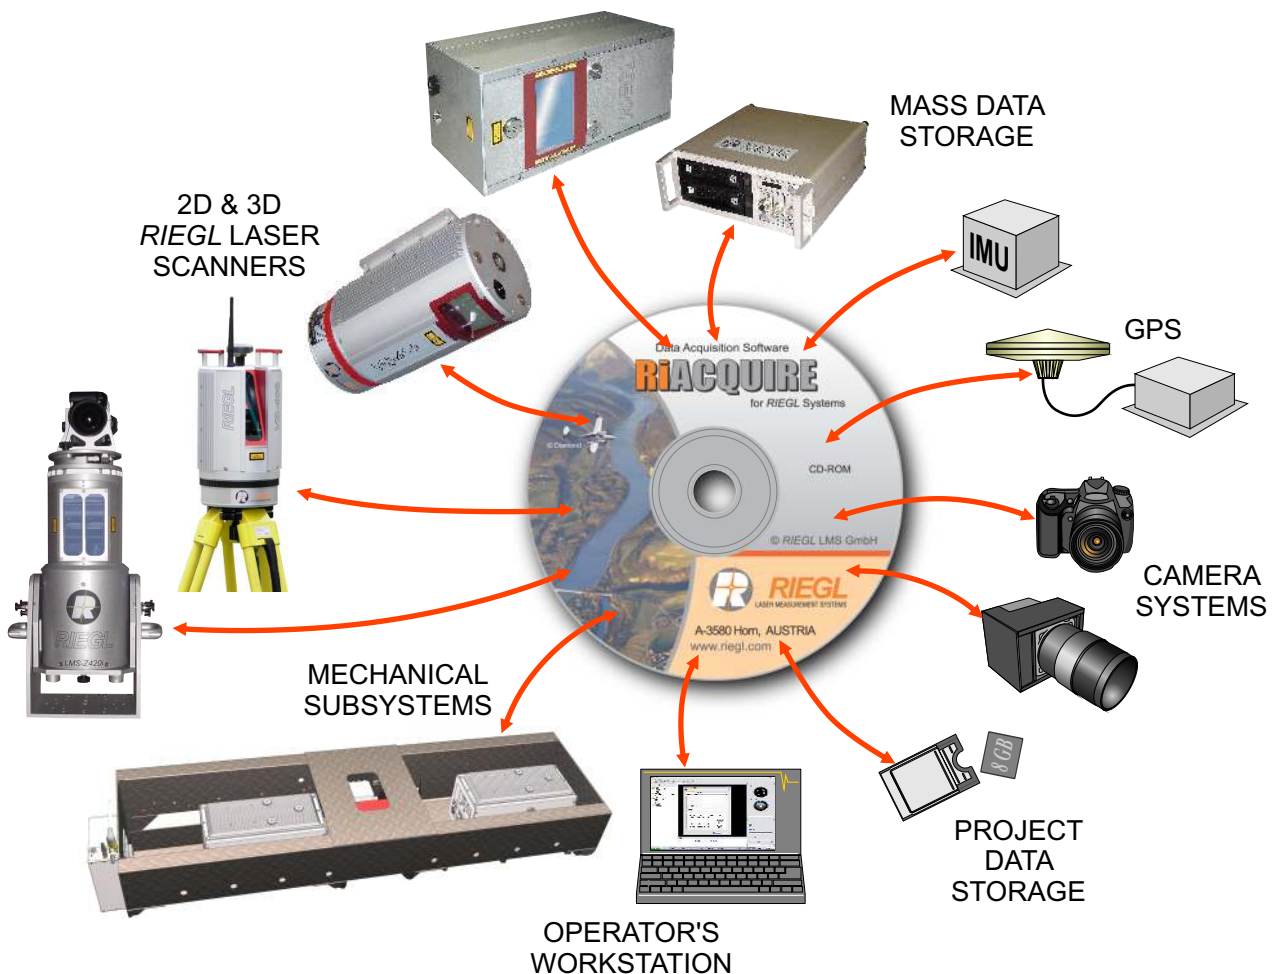 MASS DATA
STORAGE
2D & 3D
RIEGL LASER
SCANNERS
IMU
GPS
Data Acquisition Software
RiACQUIRE
for RIEGL Systems
© Diamond
CD-ROM
© RIEGL LMS GmbH
RIEGL
LASER MEASUREMENT SYSTEMS
A-3580 Horn, AUSTRIA
www.riegl.com
RIEGL
RIEGL
LMS-Z420i
CAMERA
SYSTEMS
MECHANICAL
SUBSYSTEMS
8GB
PROJECT
DATA
STORAGE
OPERATOR'S
WORKSTATION